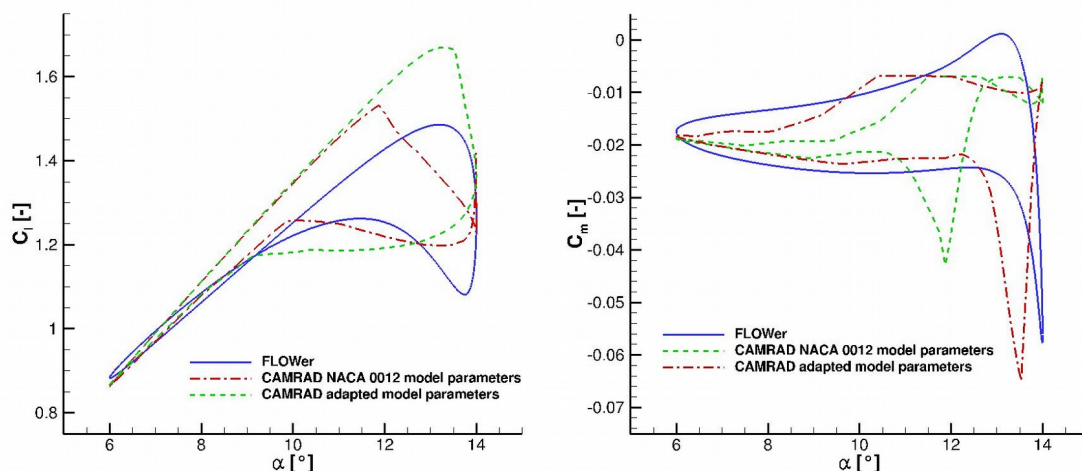 1.6
1.4
1.2
1
0.8
C_l [-]
6
8
10
12
14
α [°]
FLOWer
CAMRAD NACA 0012 model parameters
CAMRAD adapted model parameters
0
-0.01
-0.02
-0.03
-0.04
-0.05
-0.06
-0.07
C_m [-]
6
8
10
12
14
α [°]
FLOWer
CAMRAD NACA 0012 model parameters
CAMRAD adapted model parameters